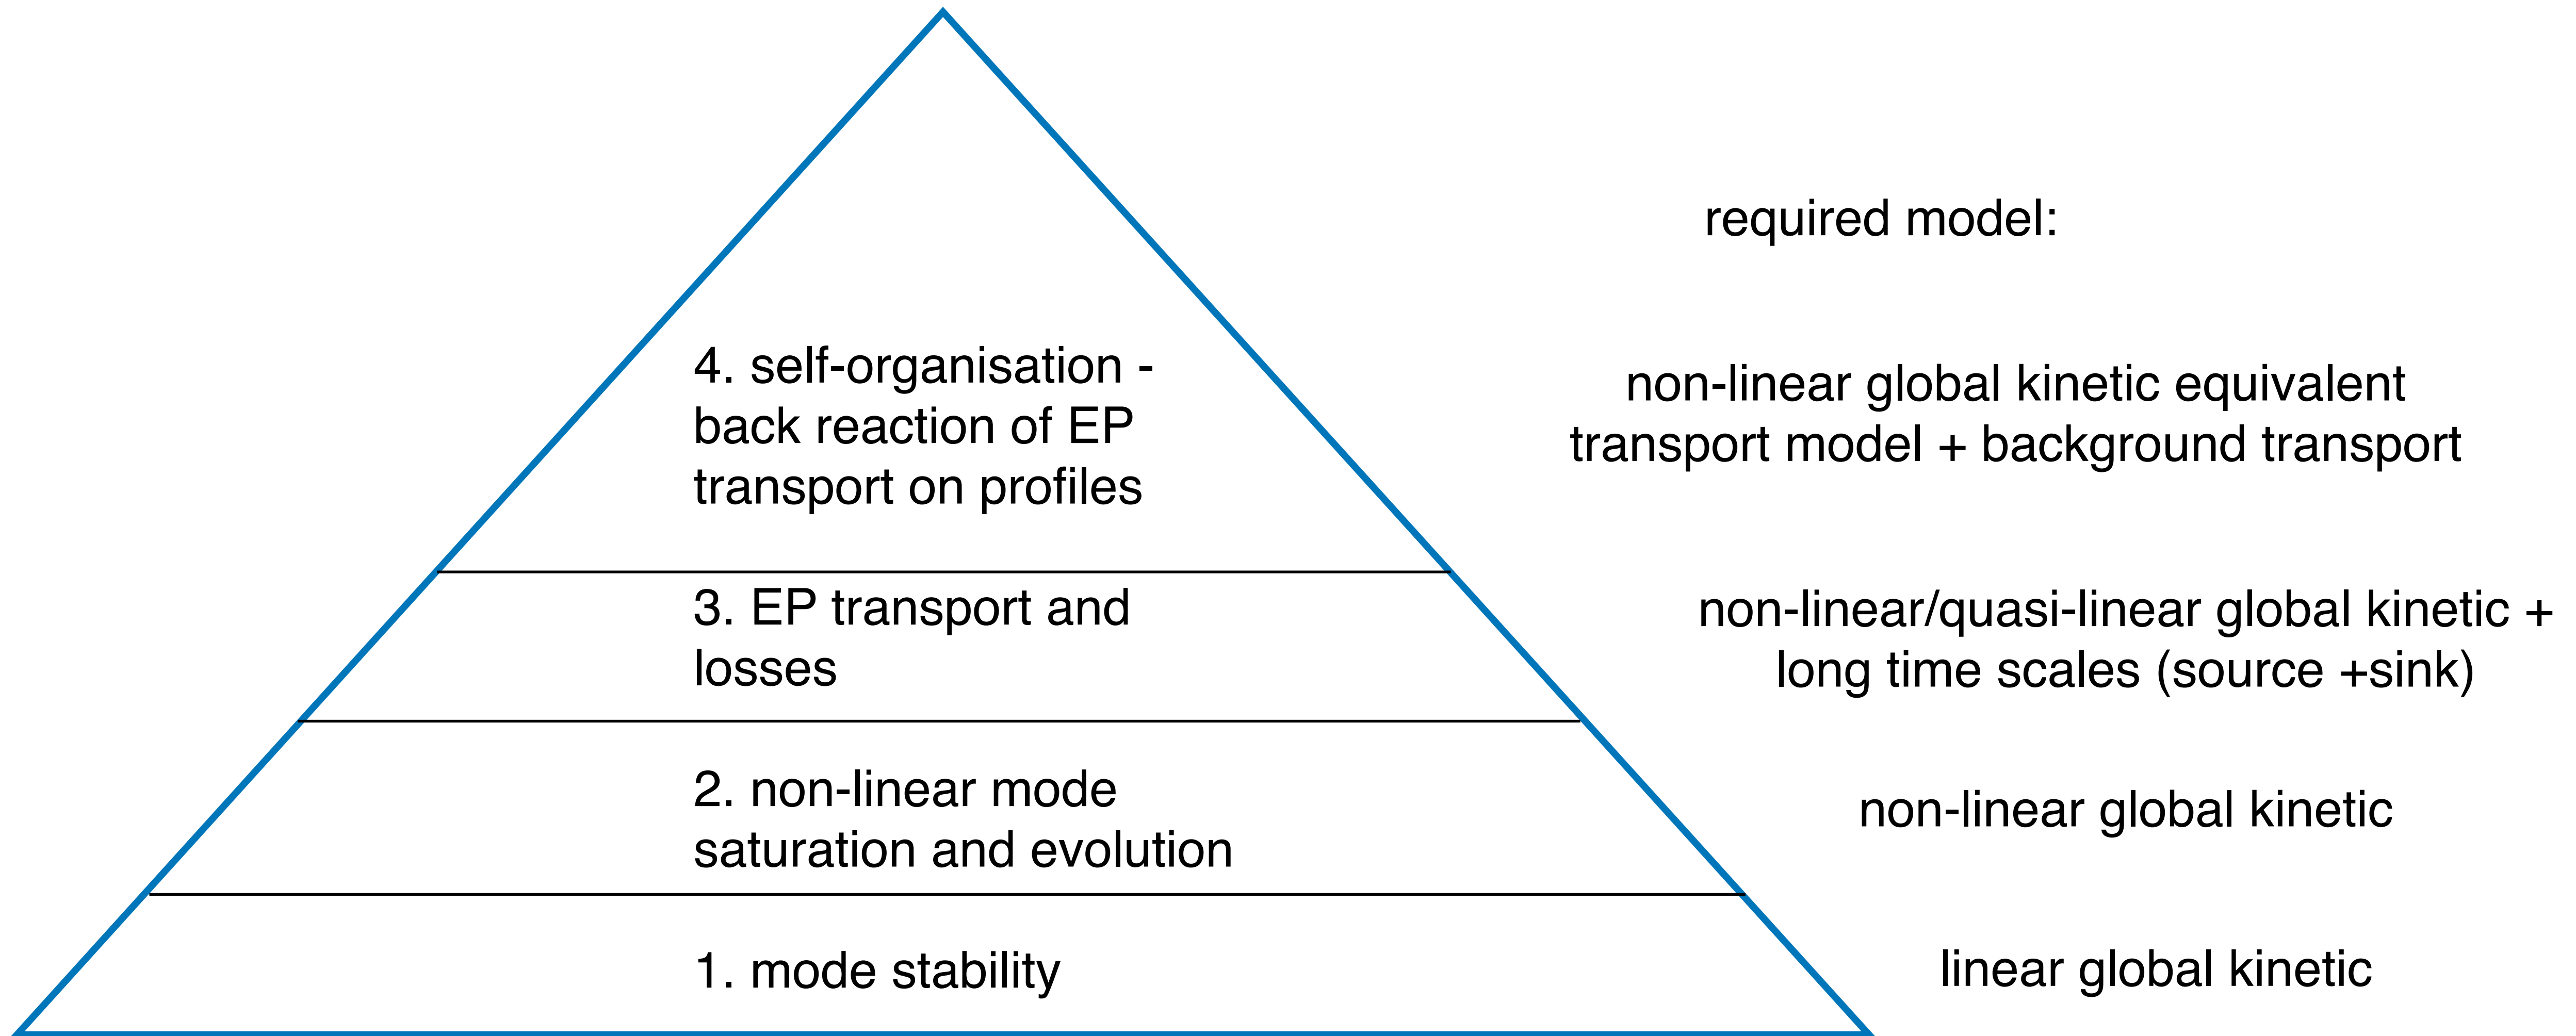 required model:
4. self-organisation -
back reaction of EP
transport on profiles
non-linear global kinetic equivalent
transport model + background transport
3. EP transport and
losses
non-linear/quasi-linear global kinetic +
long time scales (source +sink)
2. non-linear mode
saturation and evolution
non-linear global kinetic
1. mode stability
linear global kinetic